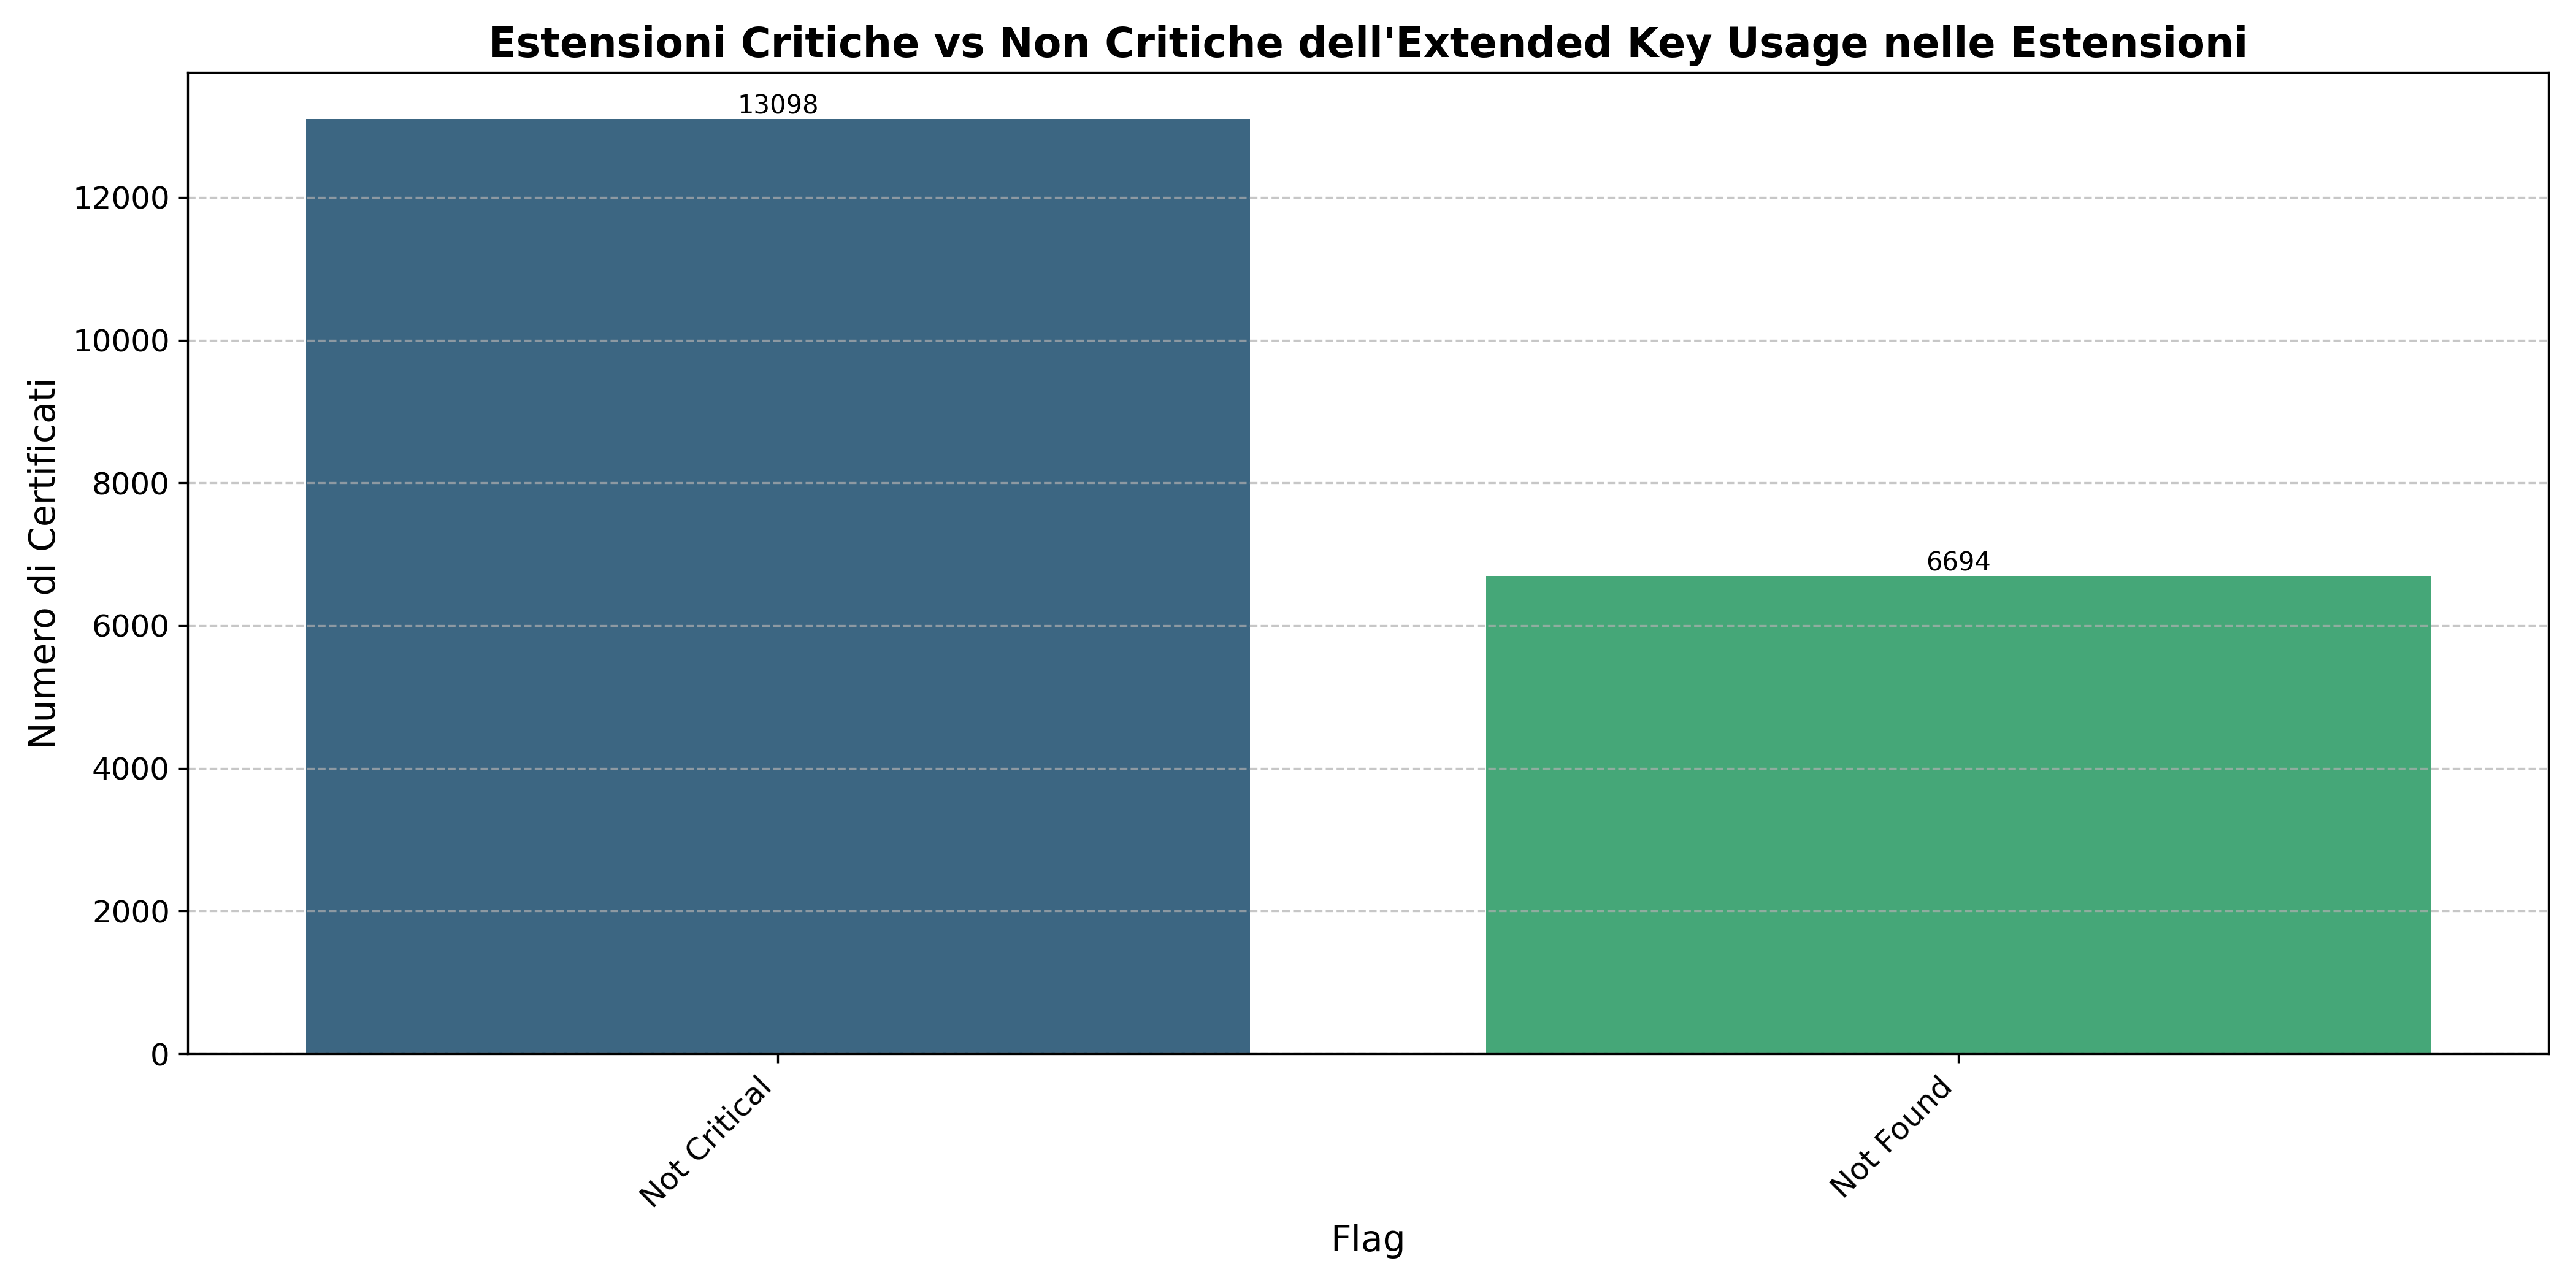 Estensioni Critiche vs Non Critiche dell'Extended Key Usage nelle Estensioni
13098
6694
12000
10000
8000
6000
4000
2000
0
Numero di Certificati
Not Critical
Not Found
Flag